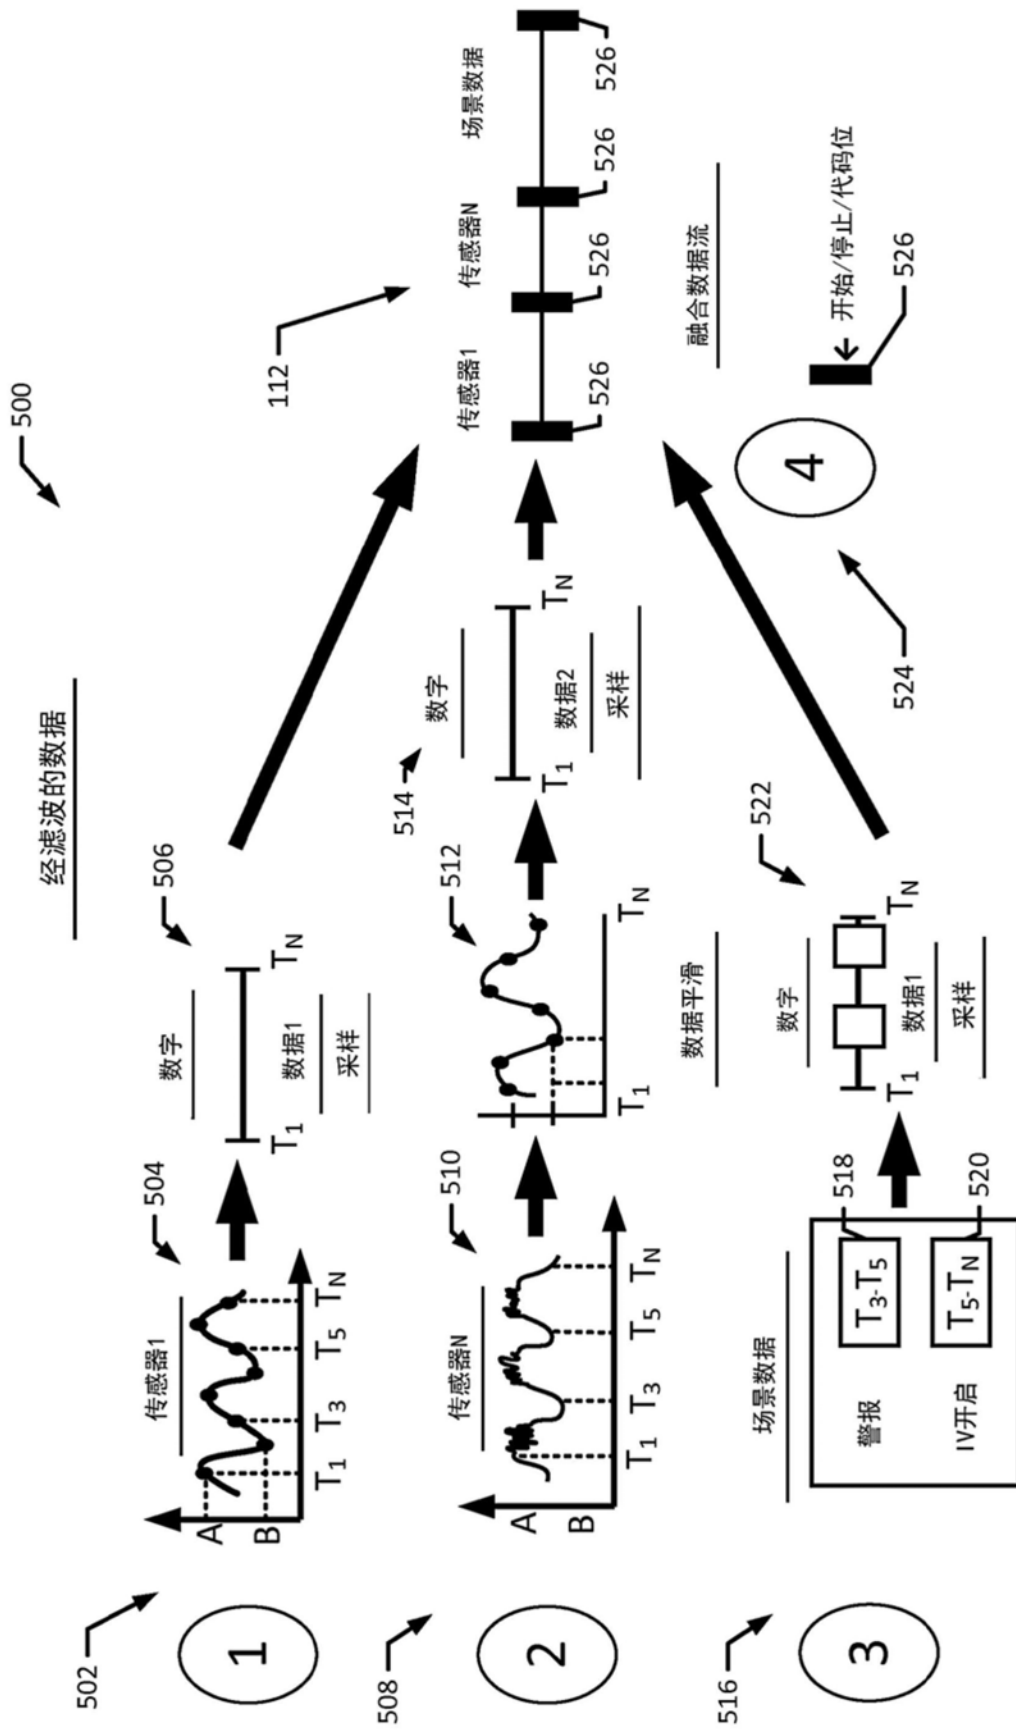 500
经滤波的数据
502
1
传感器1
504
A
B
T1
T3
T5
TN
数字
506
T1
TN
数据1
采样
112
508
2
传感器N
510
A
B
T1
T3
T5
TN
512
T1
TN
数据平滑
514
数字
T1
TN
数据2
采样
传感器1
传感器N
场景数据
526
526
526
526
融合数据流
516
3
场景数据
警报
T3-T5
518
IV开启
T5-TN
520
522
数字
T1
TN
数据1
采样
524
4
开始/停止/代码位
526